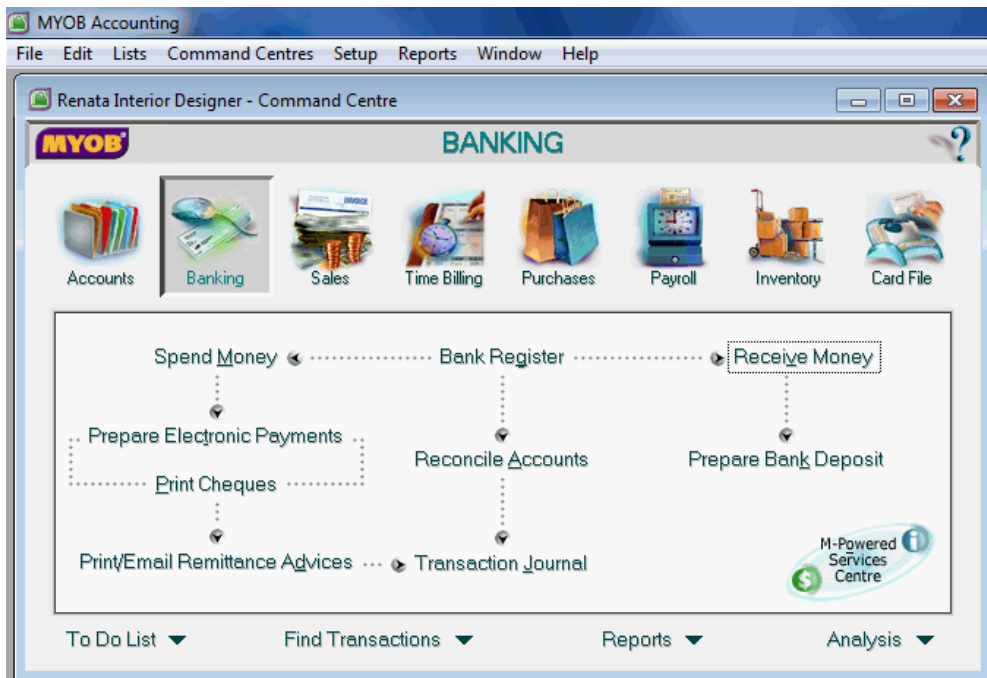 MYOB Accounting
File Edit Lists Command Centres Setup Reports Window Help
Renata Interior Designer - Command Centre
MYOB BANKING ?
INVOICE
Accounts Banking Sales Time Billing Purchases Payroll Inventory Card File
Spend Money Bank Register Receive Money
Prepare Electronic Payments
Reconcile Accounts Prepare Bank Deposit
Print Cheques
Print/Email Remittance Advices Transaction Journal
M-Powered
Services
Centre
To Do List Find Transactions Reports Analysis